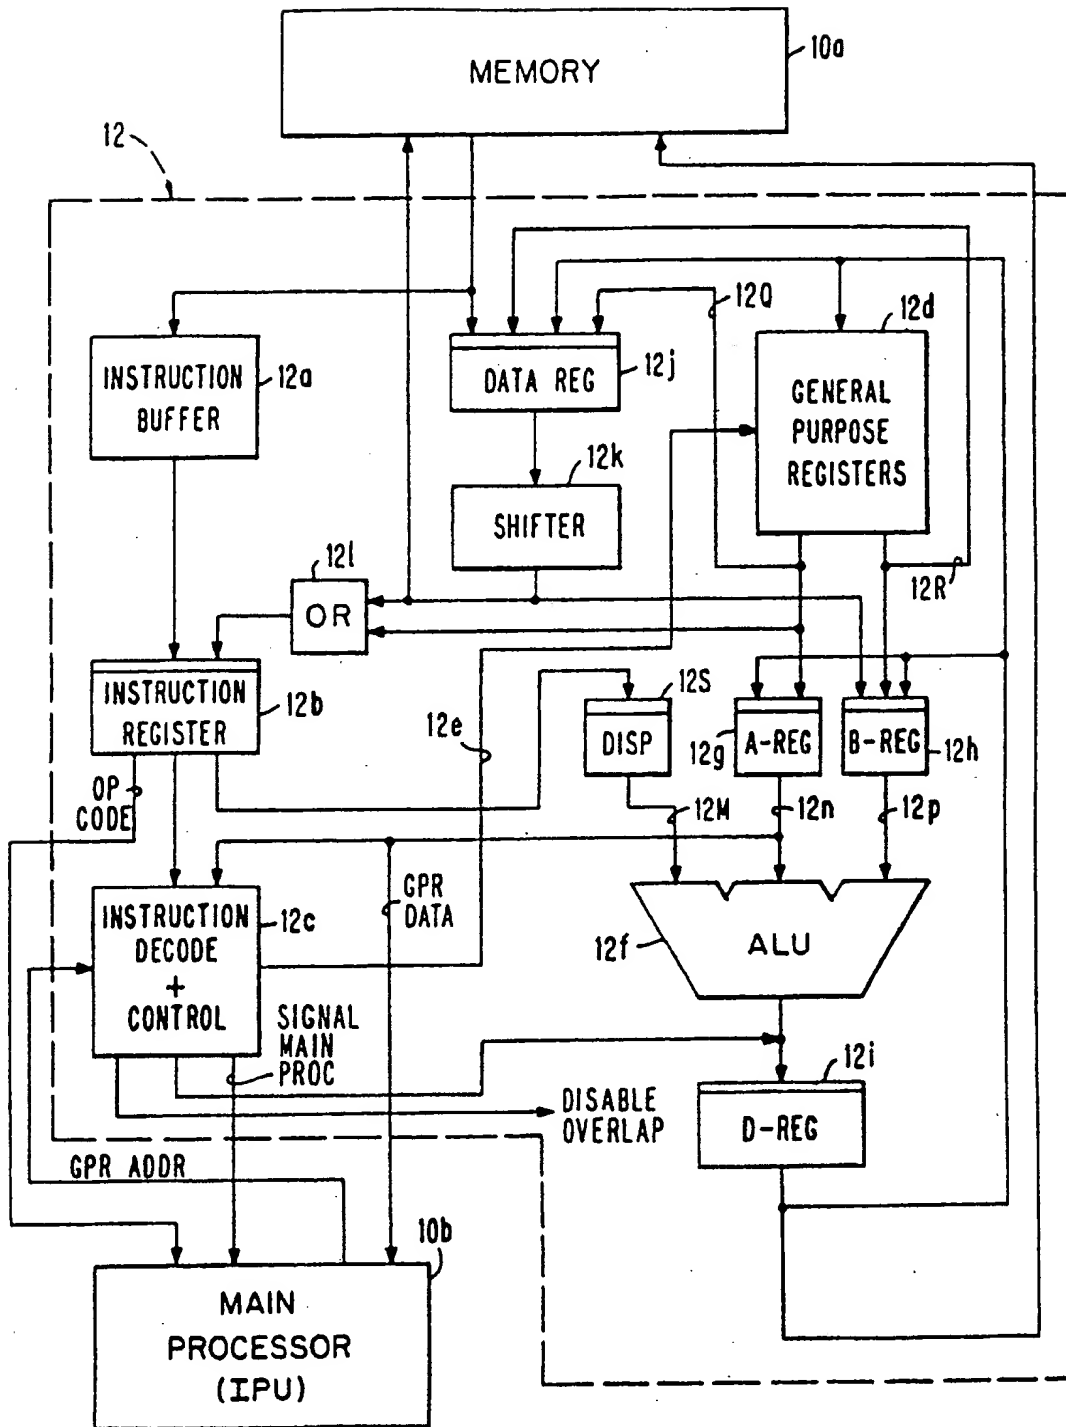 10a
MEMORY
12
12Q
12d
INSTRUCTION
BUFFER
12a
DATA REG
12j
GENERAL
PURPOSE
REGISTERS
12k
SHIFTER
12l
OR
12R
INSTRUCTION
REGISTER
12b
12e
12S
DISP
12g
A-REG
B-REG
12h
OP
CODE
12M
12n
12p
INSTRUCTION
DECODE
+
CONTROL
12c
GPR
DATA
12f
ALU
SIGNAL
MAIN
PROC
12i
D-REG
DISABLE
OVERLAP
GPR ADDR
10b
MAIN
PROCESSOR
(IPU)